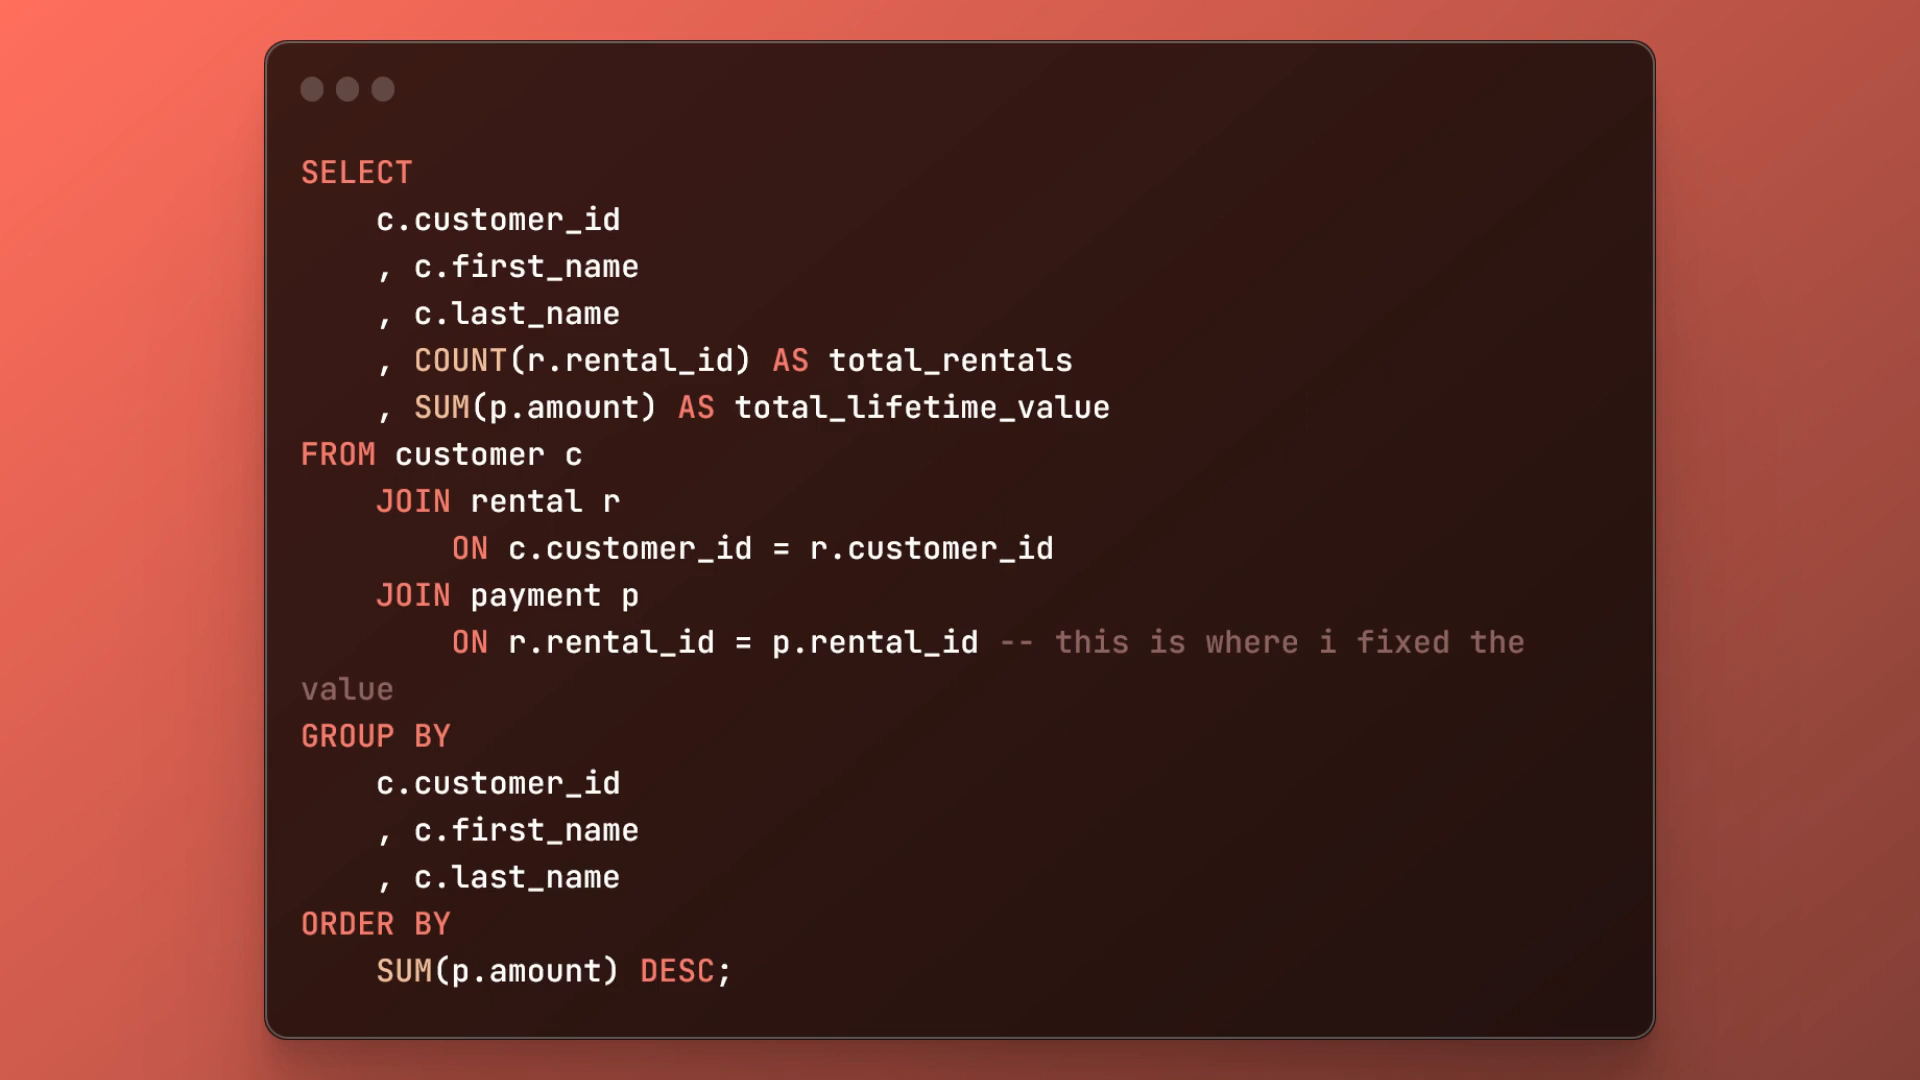 SELECT
    c.customer_id
    , c.first_name
    , c.last_name
    , COUNT(r.rental_id) AS total_rentals
    , SUM(p.amount) AS total_lifetime_value
FROM customer c
    JOIN rental r
        ON c.customer_id = r.customer_id
    JOIN payment p
        ON r.rental_id = p.rental_id -- this is where i fixed the
value
GROUP BY
    c.customer_id
    , c.first_name
    , c.last_name
ORDER BY
    SUM(p.amount) DESC;